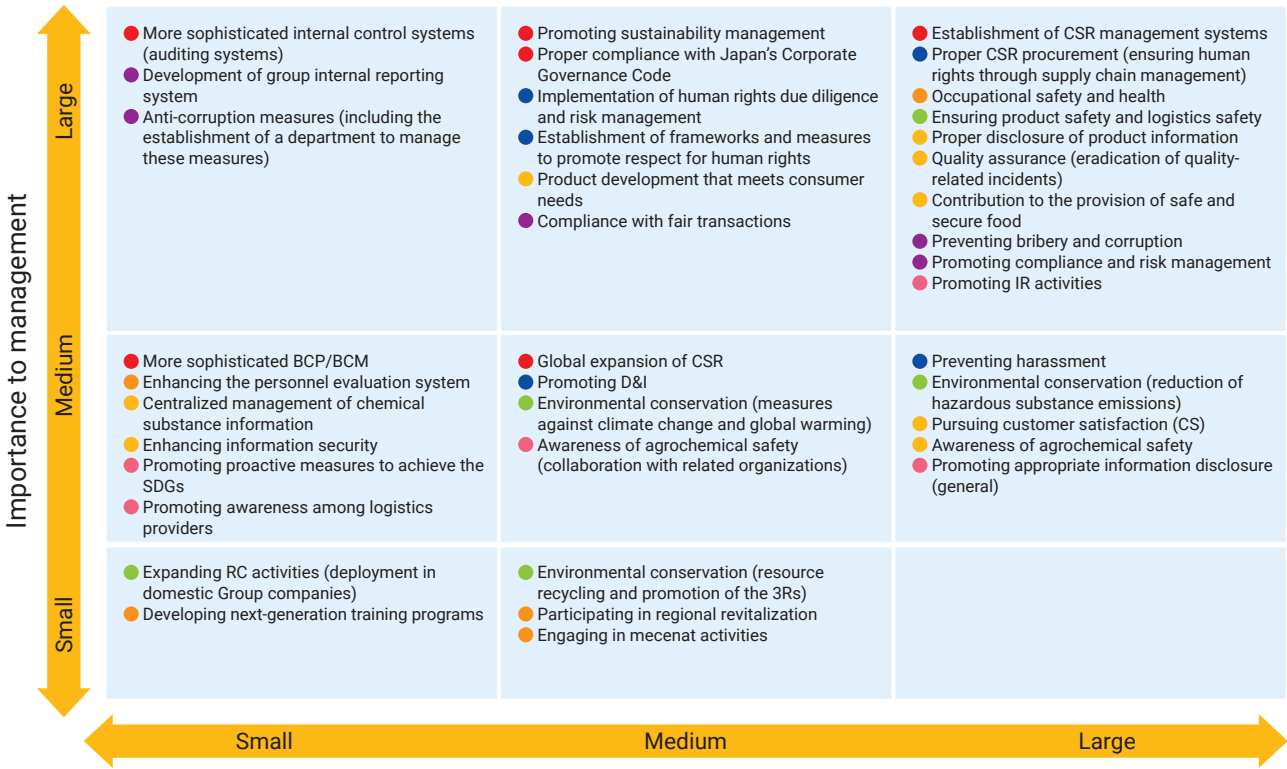 Importance to management
Large
More sophisticated internal control systems
(auditing systems)
Development of group internal reporting
system
Anti-corruption measures (including the
establishment of a department to manage
these measures)
Promoting sustainability management
Proper compliance with Japan’s Corporate
Governance Code
Implementation of human rights due diligence
and risk management
Establishment of frameworks and measures
to promote respect for human rights
Product development that meets consumer
needs
Compliance with fair transactions
Establishment of CSR management systems
Proper CSR procurement (ensuring human
rights through supply chain management)
Occupational safety and health
Ensuring product safety and logistics safety
Proper disclosure of product information
Quality assurance (eradication of quality-
related incidents)
Contribution to the provision of safe and
secure food
Preventing bribery and corruption
Promoting compliance and risk management
Promoting IR activities
Medium
More sophisticated BCP/BCM
Enhancing the personnel evaluation system
Centralized management of chemical
substance information
Enhancing information security
Promoting proactive measures to achieve the
SDGs
Promoting awareness among logistics
providers
Global expansion of CSR
Promoting D&I
Environmental conservation (measures
against climate change and global warming)
Awareness of agrochemical safety
(collaboration with related organizations)
Preventing harassment
Environmental conservation (reduction of
hazardous substance emissions)
Pursuing customer satisfaction (CS)
Awareness of agrochemical safety
Promoting appropriate information disclosure
(general)
Small
Expanding RC activities (deployment in
domestic Group companies)
Developing next-generation training programs
Environmental conservation (resource
recycling and promotion of the 3Rs)
Participating in regional revitalization
Engaging in mecenat activities
Small
Medium
Large